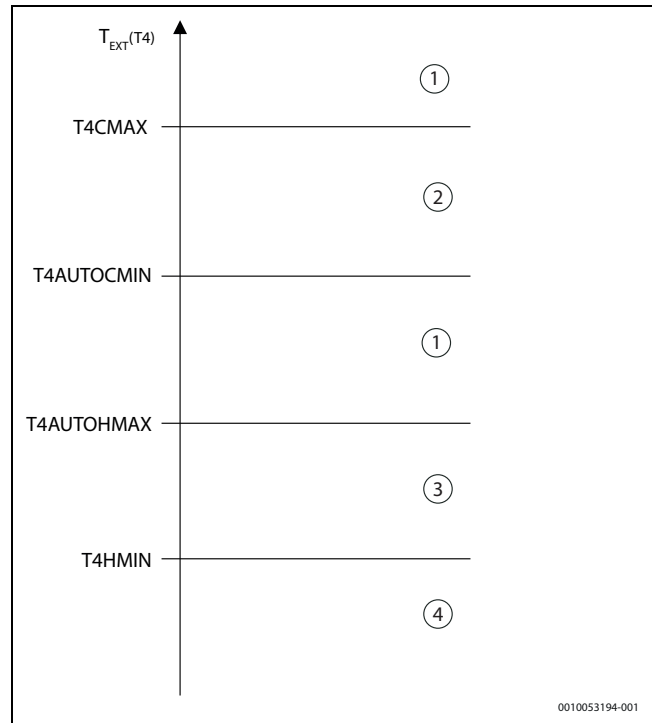 T_EXT(T4)
①
T4CMAX
②
T4AUTOCMIN
①
T4AUTOHMAX
③
T4HMIN
④
0010053194-001